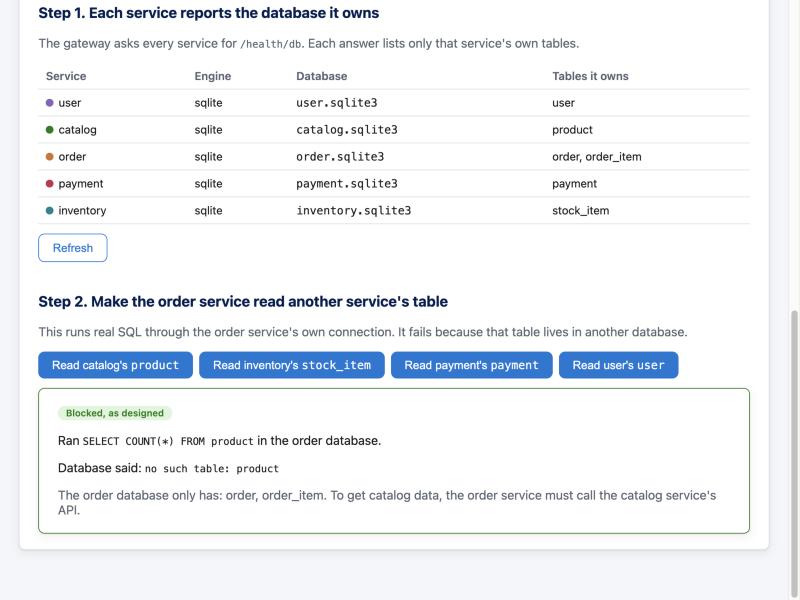 Step 1. Each service reports the database it owns
The gateway asks every service for /health/db. Each answer lists only that service's own tables.
Service Engine Database Tables it owns
user sqlite user.sqlite3 user
catalog sqlite catalog.sqlite3 product
order sqlite order.sqlite3 order, order_item
payment sqlite payment.sqlite3 payment
inventory sqlite inventory.sqlite3 stock_item
Refresh
Step 2. Make the order service read another service's table
This runs real SQL through the order service's own connection. It fails because that table lives in another database.
Read catalog's product Read inventory's stock_item Read payment's payment Read user's user
Blocked, as designed
Ran SELECT COUNT(*) FROM product in the order database.
Database said: no such table: product
The order database only has: order, order_item. To get catalog data, the order service must call the catalog service's
API.